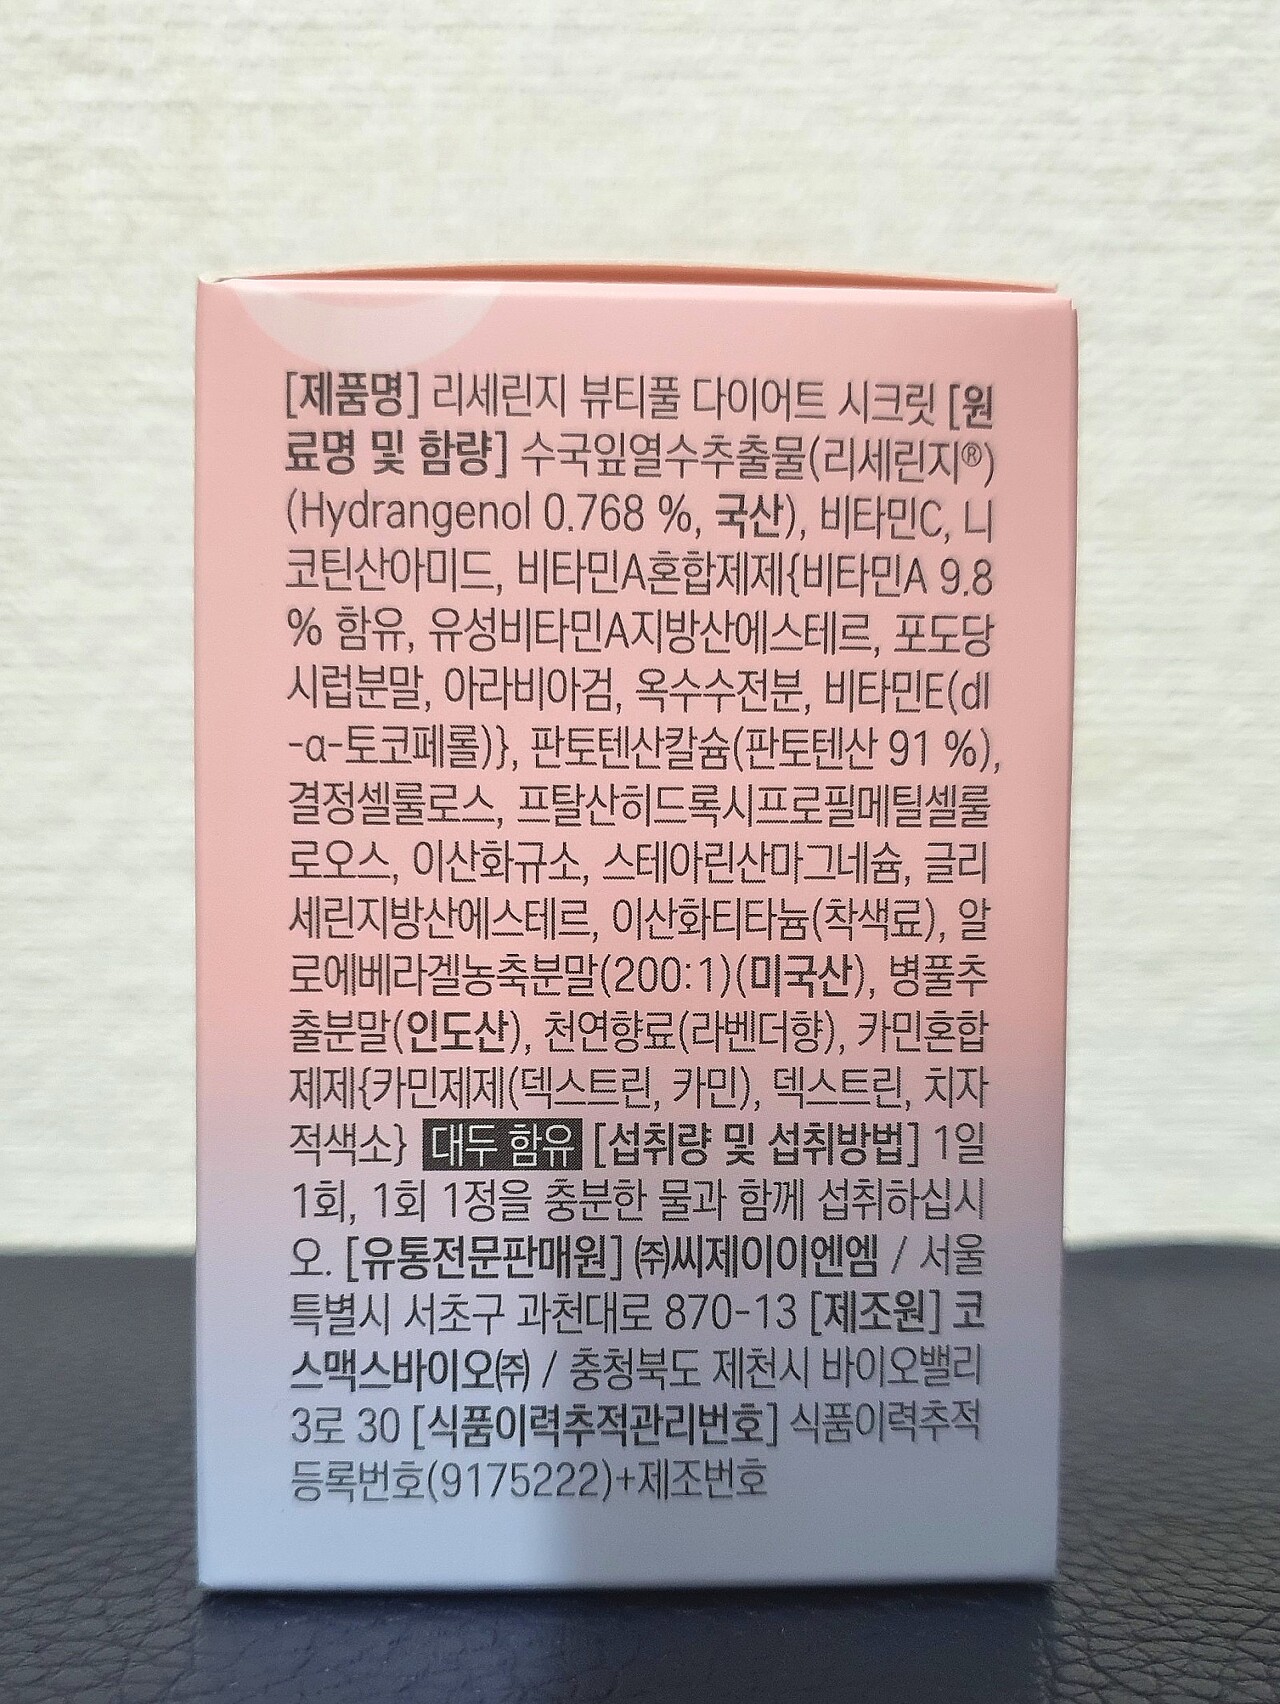 [제품명] 리세린지 뷰티풀 다이어트 시크릿 [원
료명 및 함량] 수국잎열수추출물(리세린지®)
(Hydrangenol 0.768 %, 국산), 비타민C, 니
코틴산아미드, 비타민A혼합제제{비타민A 9.8
% 함유, 유성비타민A지방산에스테르, 포도당
시럽분말, 아라비아검, 옥수수전분, 비타민E(dl
-α-토코페롤)}, 판토텐산칼슘(판토텐산 91 %),
결정셀룰로스, 프탈산히드록시프로필메틸셀룰
로오스, 이산화규소, 스테아린산마그네슘, 글리
세린지방산에스테르, 이산화티타늄(착색료), 알
로에베라겔농축분말(200:1)(미국산), 병풀추
출분말(인도산), 천연향료(라벤더향), 카민혼합
제제{카민제제(덱스트린, 카민), 덱스트린, 치자
적색소} 대두 함유 [섭취량 및 섭취방법] 1일
1회, 1회 1정을 충분한 물과 함께 섭취하십시
오. [유통전문판매원] ㈜씨제이이엔엠 / 서울
특별시 서초구 과천대로 870-13 [제조원] 코
스맥스바이오㈜ / 충청북도 제천시 바이오밸리
3로 30 [식품이력추적관리번호] 식품이력추적
등록번호(9175222)+제조번호